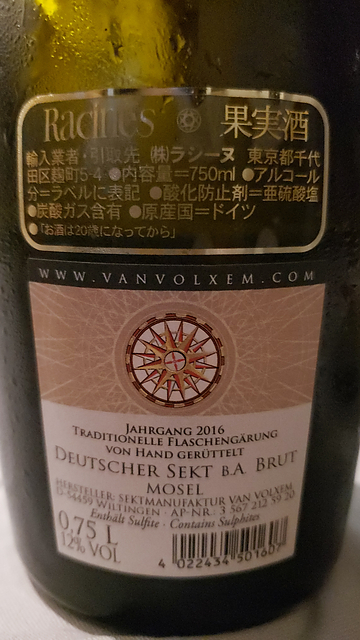 Racines 果実酒
輸入業者・引取先 ㈱ラシーヌ 東京都千代
田区麴町5-4 ●内容量=750ml ●アルコール
分=ラベルに表記 ●酸化防止剤=亜硫酸塩
●炭酸ガス含有 ●原産国=ドイツ
●「お酒は20歳になってから」
WWW.VANVOLXEM.COM
JAHRGANG 2016
TRADITIONELLE FLASCHENGÄRUNG
VON HAND GERÜTTELT
DEUTSCHER SEKT B.A. BRUT
MOSEL
HERSTELLER: SEKTMANUFAKTUR VAN VOLXEM
D-54459 WILTINGEN · AP-NR.: 3 567 212 59 20
Enthält Sulfite · Contains Sulphites
0,75 L
12% VOL
4 022434 501607